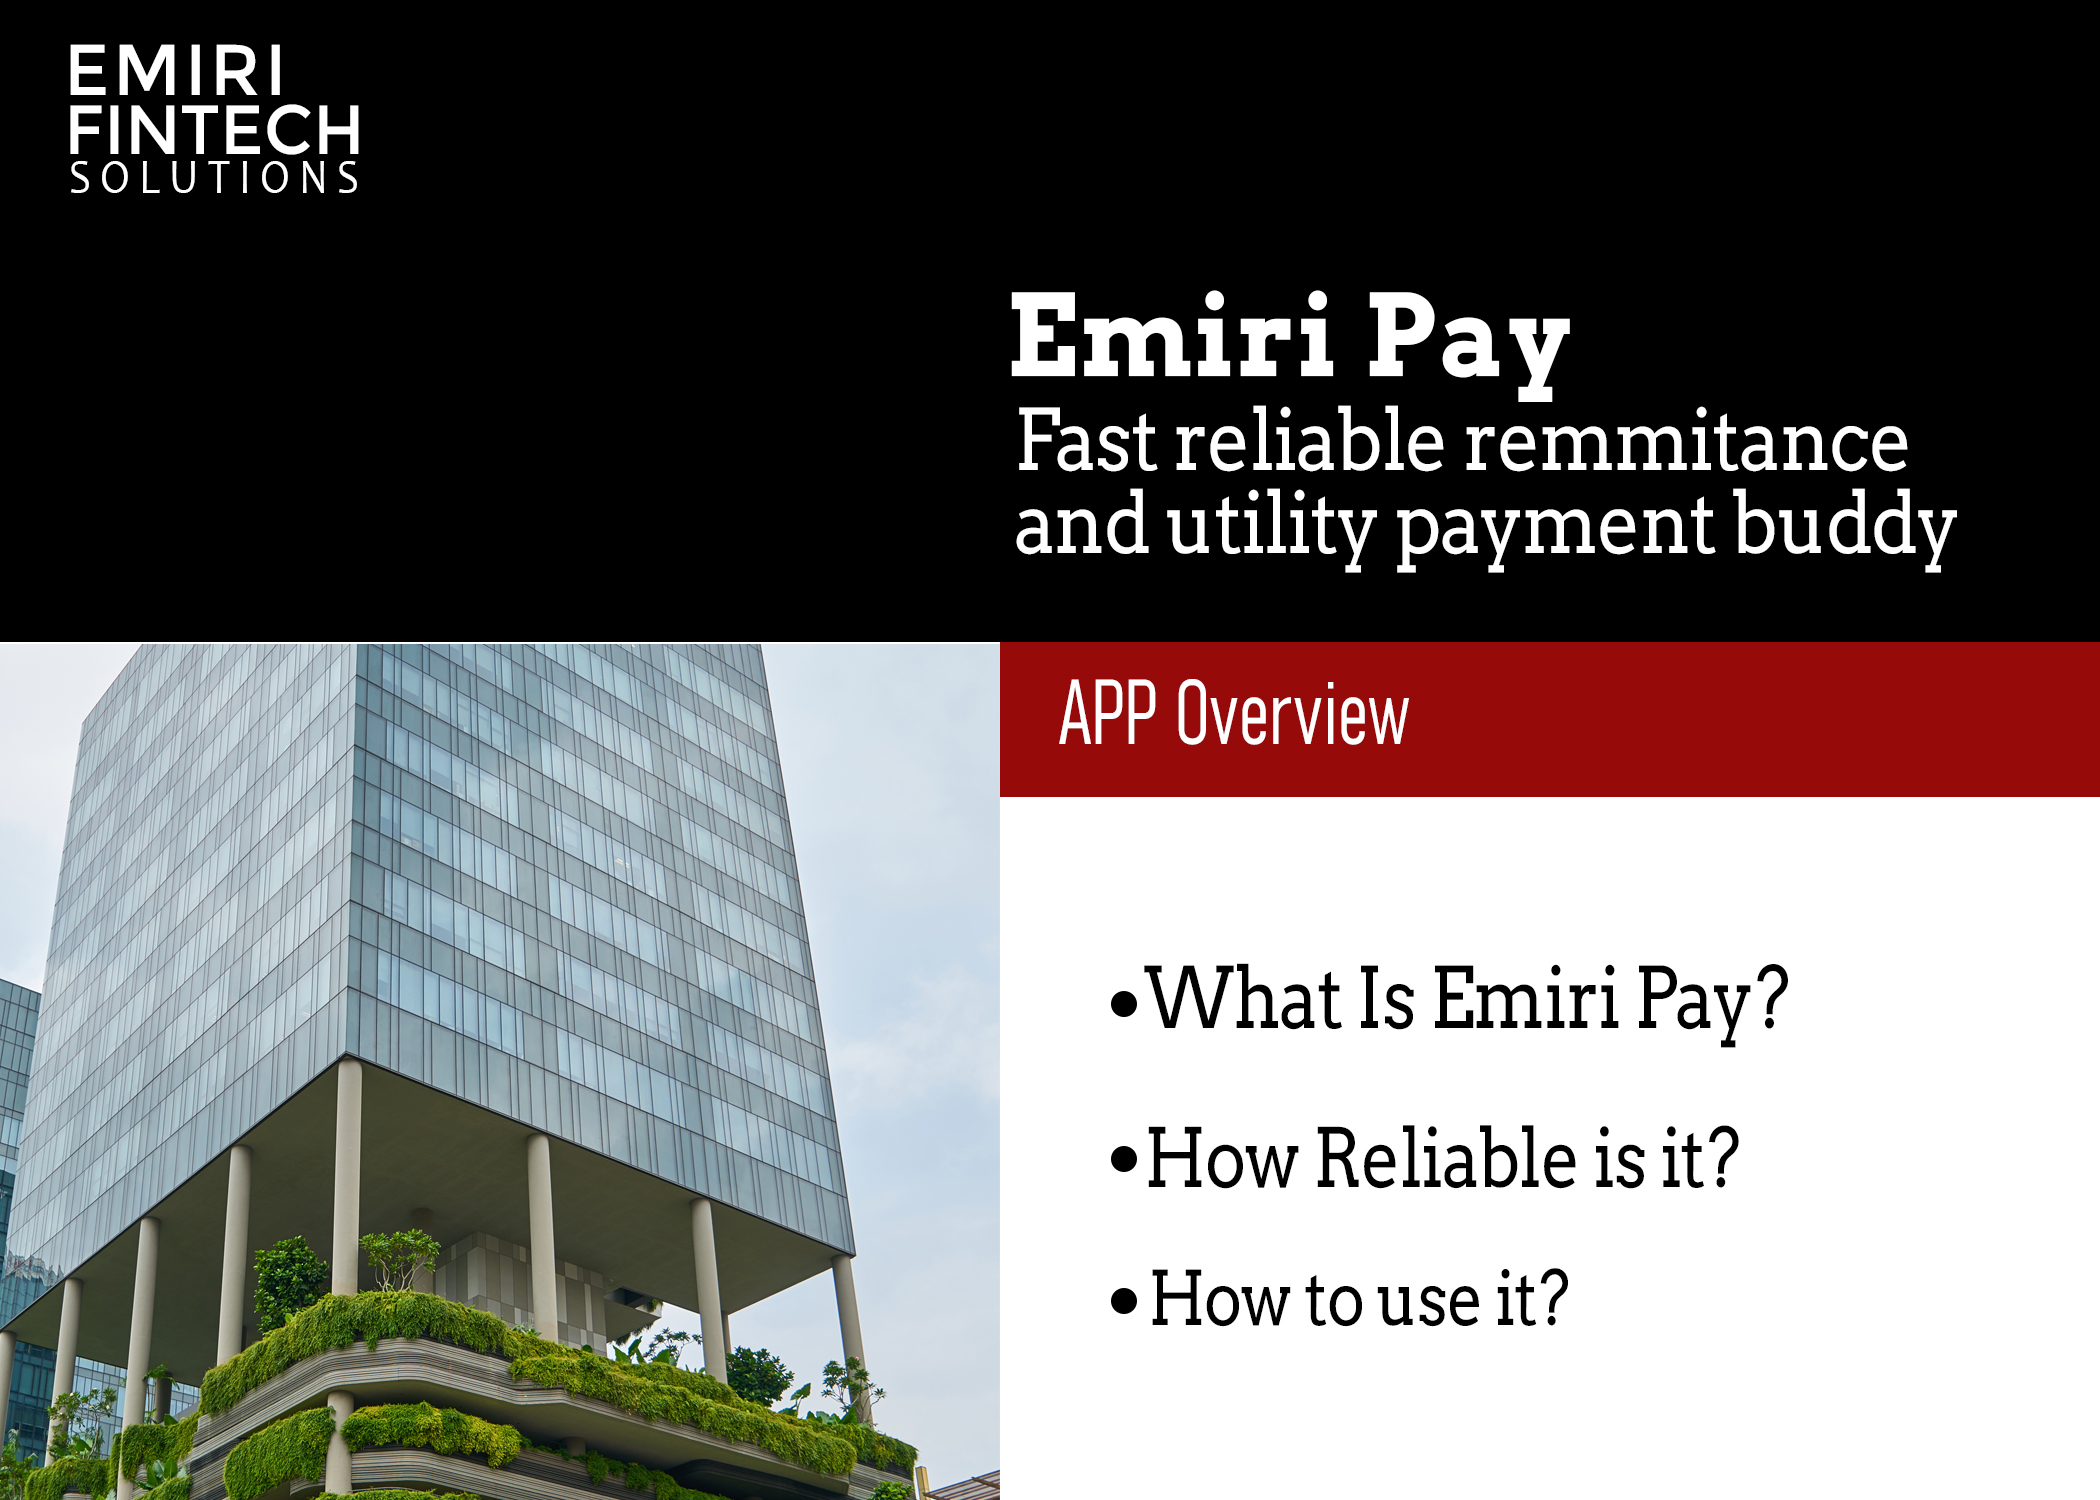 EMIRI
FINTECH
SOLUTIONS
Emiri Pay
Fast reliable remmitance
and utility payment buddy
APP Overview
•What Is Emiri Pay?
•How Reliable is it?
•How to use it?